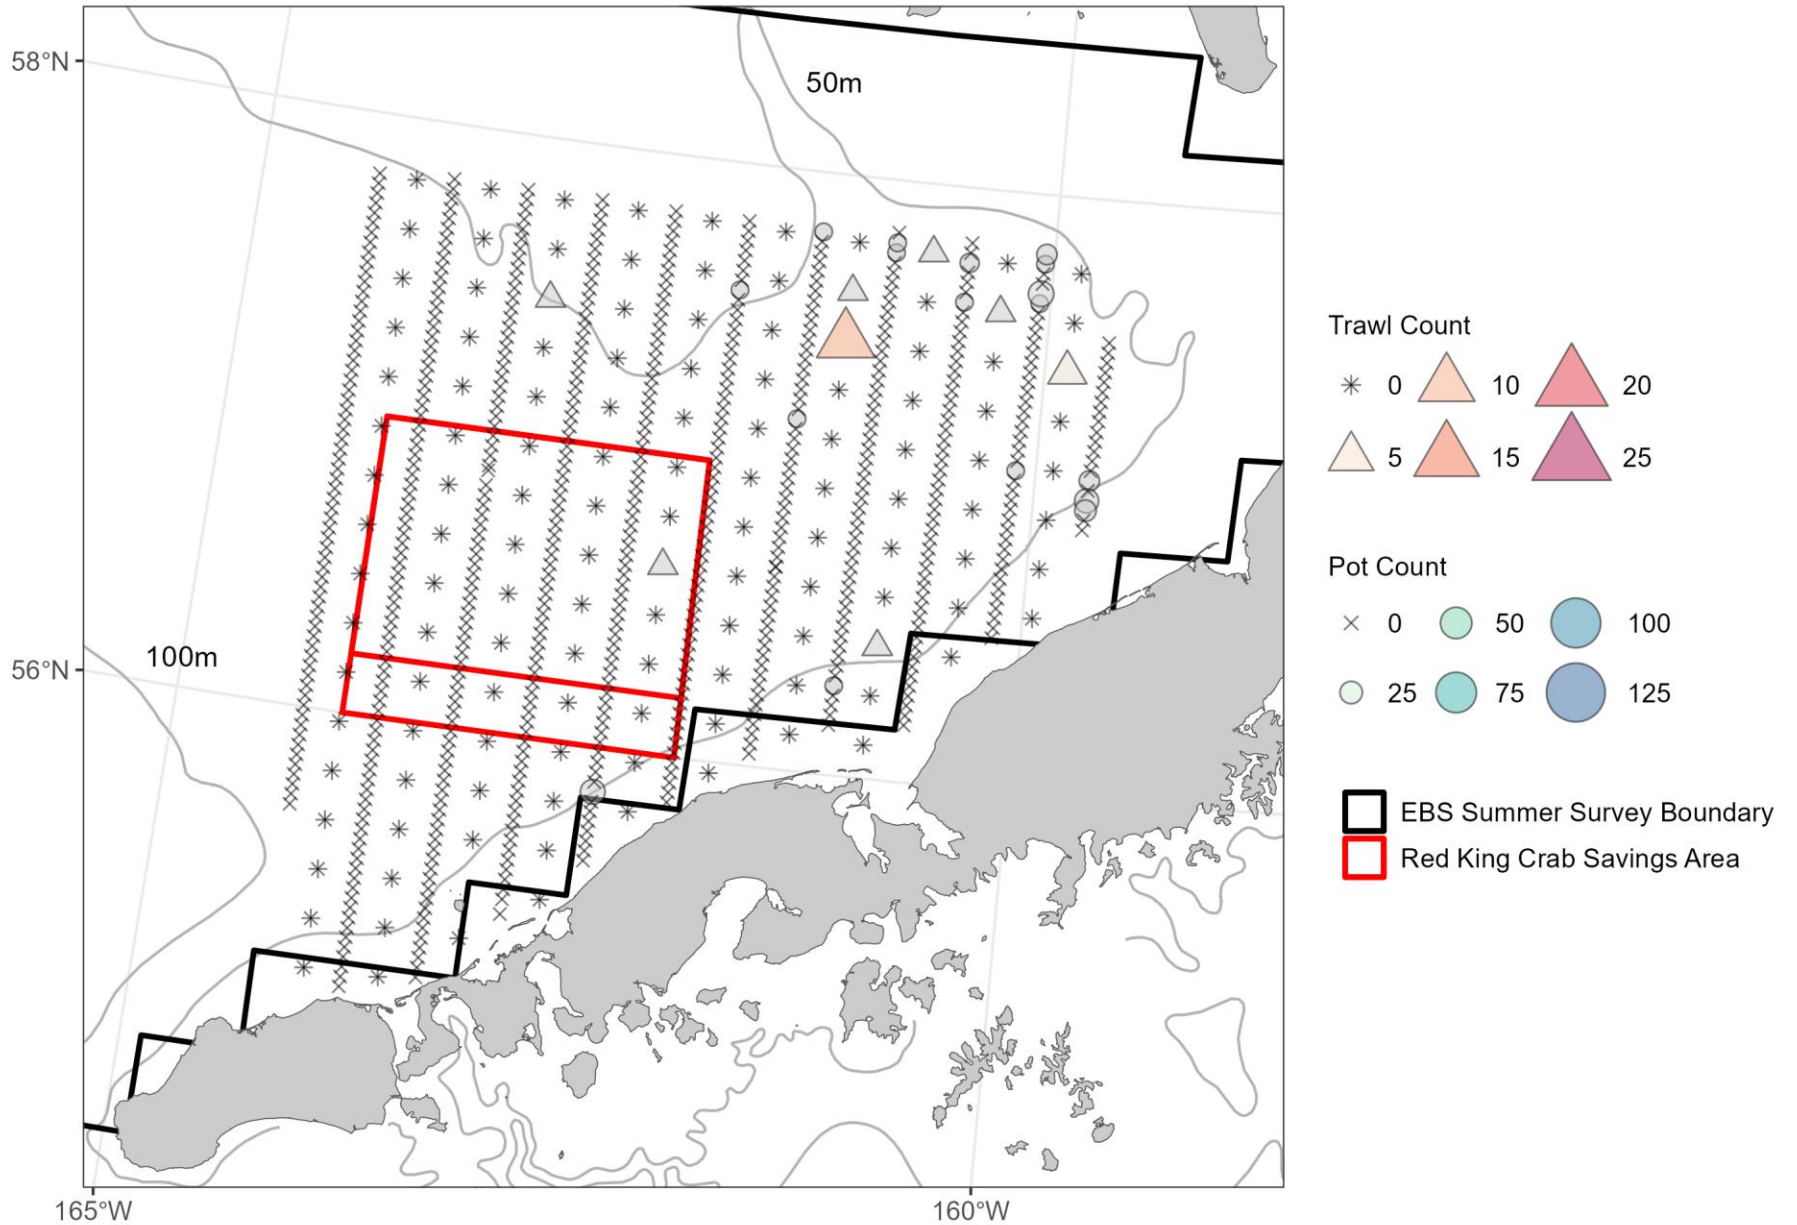 58°N
50m
56°N
100m
165°W
160°W
Trawl Count
0 10 20
5 15 25
Pot Count
0 50 100
25 75 125
EBS Summer Survey Boundary
Red King Crab Savings Area